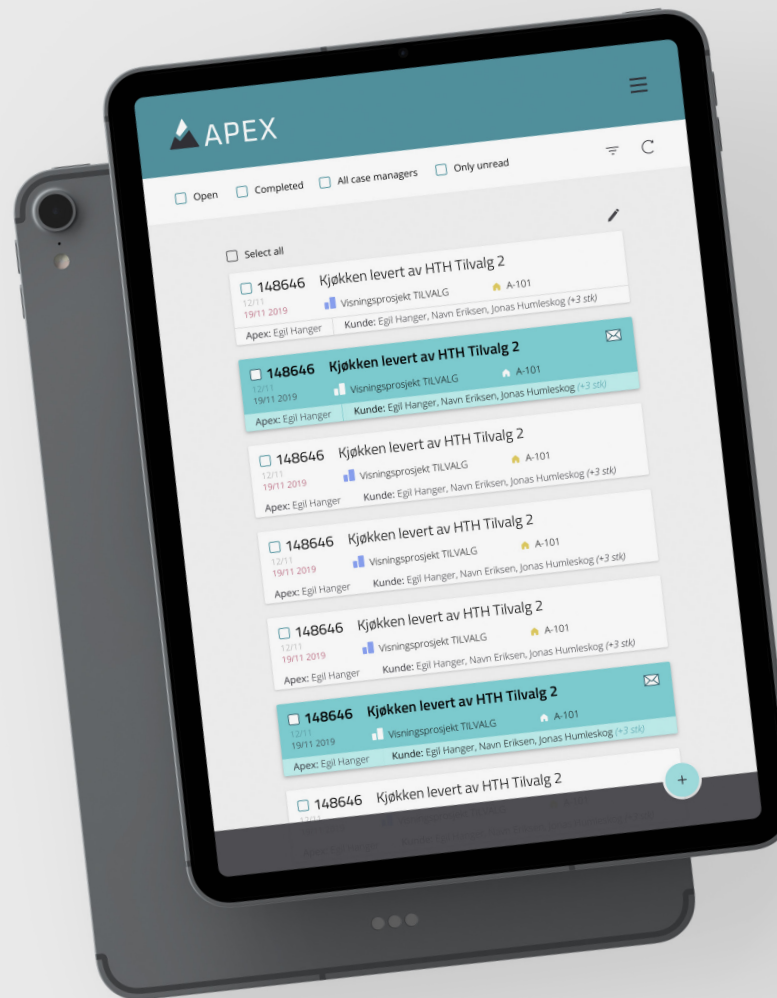 APEX
Open Completed All case managers Only unread
Select all
148646 Kjøkken levert av HTH Tilvalg 2
12/11
19/11 2019 Visningsprosjekt TILVALG A-101
Apex: Egil Hanger Kunde: Egil Hanger, Navn Eriksen, Jonas Humleskog (+3 stk)
148646 Kjøkken levert av HTH Tilvalg 2
12/11
19/11 2019 Visningsprosjekt TILVALG A-101
Apex: Egil Hanger Kunde: Egil Hanger, Navn Eriksen, Jonas Humleskog (+3 stk)
148646 Kjøkken levert av HTH Tilvalg 2
12/11
19/11 2019 Visningsprosjekt TILVALG A-101
Apex: Egil Hanger Kunde: Egil Hanger, Navn Eriksen, Jonas Humleskog (+3 stk)
148646 Kjøkken levert av HTH Tilvalg 2
12/11
19/11 2019 Visningsprosjekt TILVALG A-101
Apex: Egil Hanger Kunde: Egil Hanger, Navn Eriksen, Jonas Humleskog (+3 stk)
148646 Kjøkken levert av HTH Tilvalg 2
12/11
19/11 2019 Visningsprosjekt TILVALG A-101
Apex: Egil Hanger Kunde: Egil Hanger, Navn Eriksen, Jonas Humleskog (+3 stk)
148646 Kjøkken levert av HTH Tilvalg 2
12/11
19/11 2019 Visningsprosjekt TILVALG A-101
Apex: Egil Hanger Kunde: Egil Hanger, Navn Eriksen, Jonas Humleskog (+3 stk)
148646 Kjøkken levert av HTH Tilvalg 2
12/11